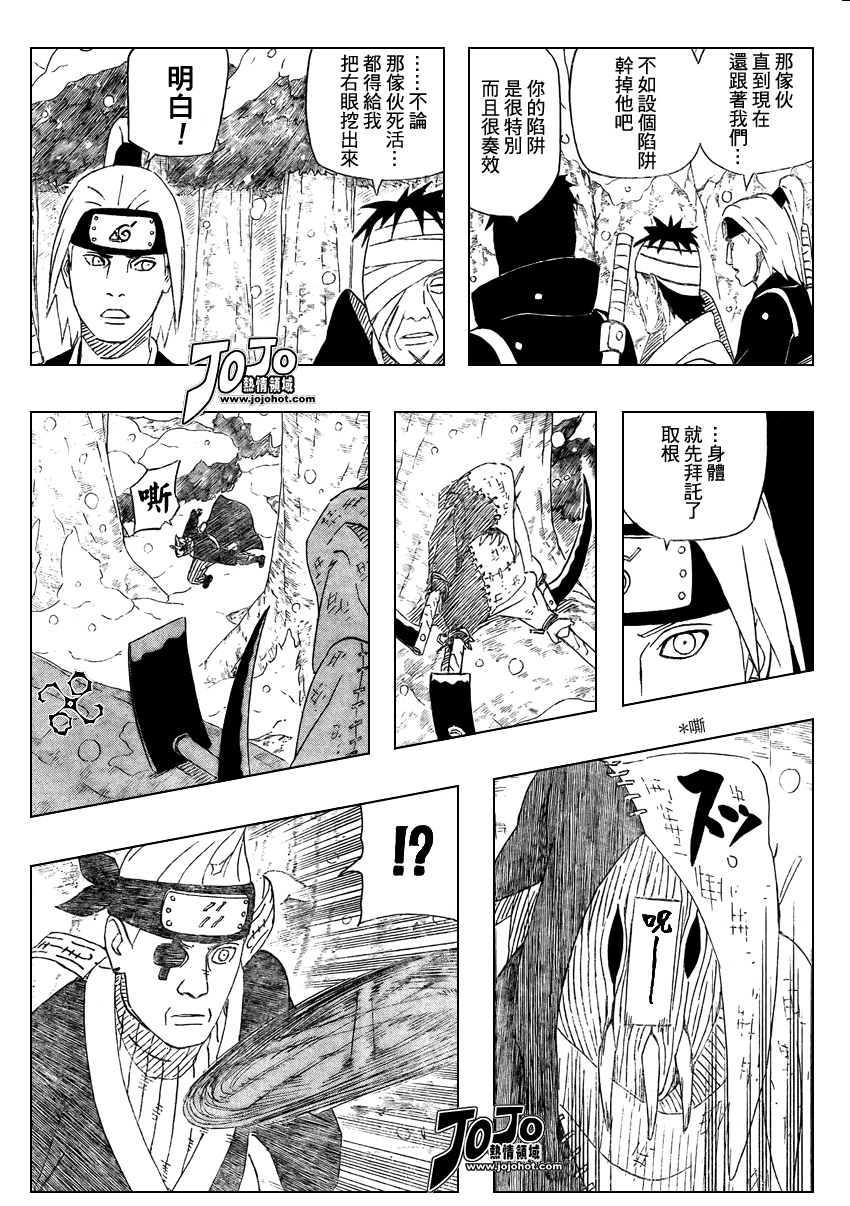 那傢伙
直到現在
還跟著我們…
不如設個陷阱
幹掉他吧
你的陷阱
是很特別
而且很奏效
……不論
那傢伙死活…
都得給我
把右眼挖出來
明白！
JOJO
熱情領域
www.jojohot.com
…身體
就先拜託了
取根
嘶
＊嘶
ズッ
呪
!?
JOJO
熱情領域
www.jojohot.com